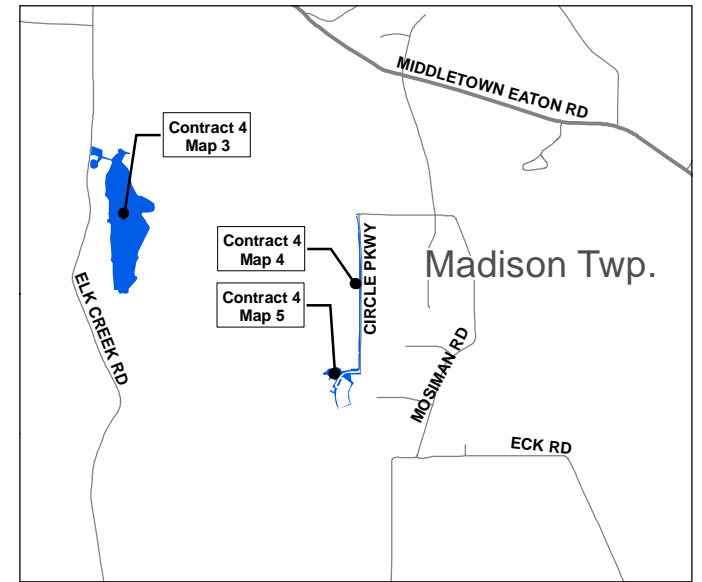 MIDDLETOWN EATON RD
Contract 4
Map 3
Contract 4
Map 4
CIRCLE PKWY
Madison Twp.
Contract 4
Map 5
ELK CREEK RD
MOSIMAN RD
ECK RD